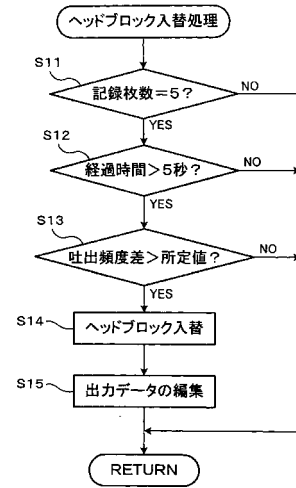 ヘッドブロック入替処理
S11
記録枚数＝5？
NO
YES
S12
経過時間＞5秒？
NO
YES
S13
吐出頻度差＞所定値？
NO
YES
S14
ヘッドブロック入替
S15
出力データの編集
RETURN